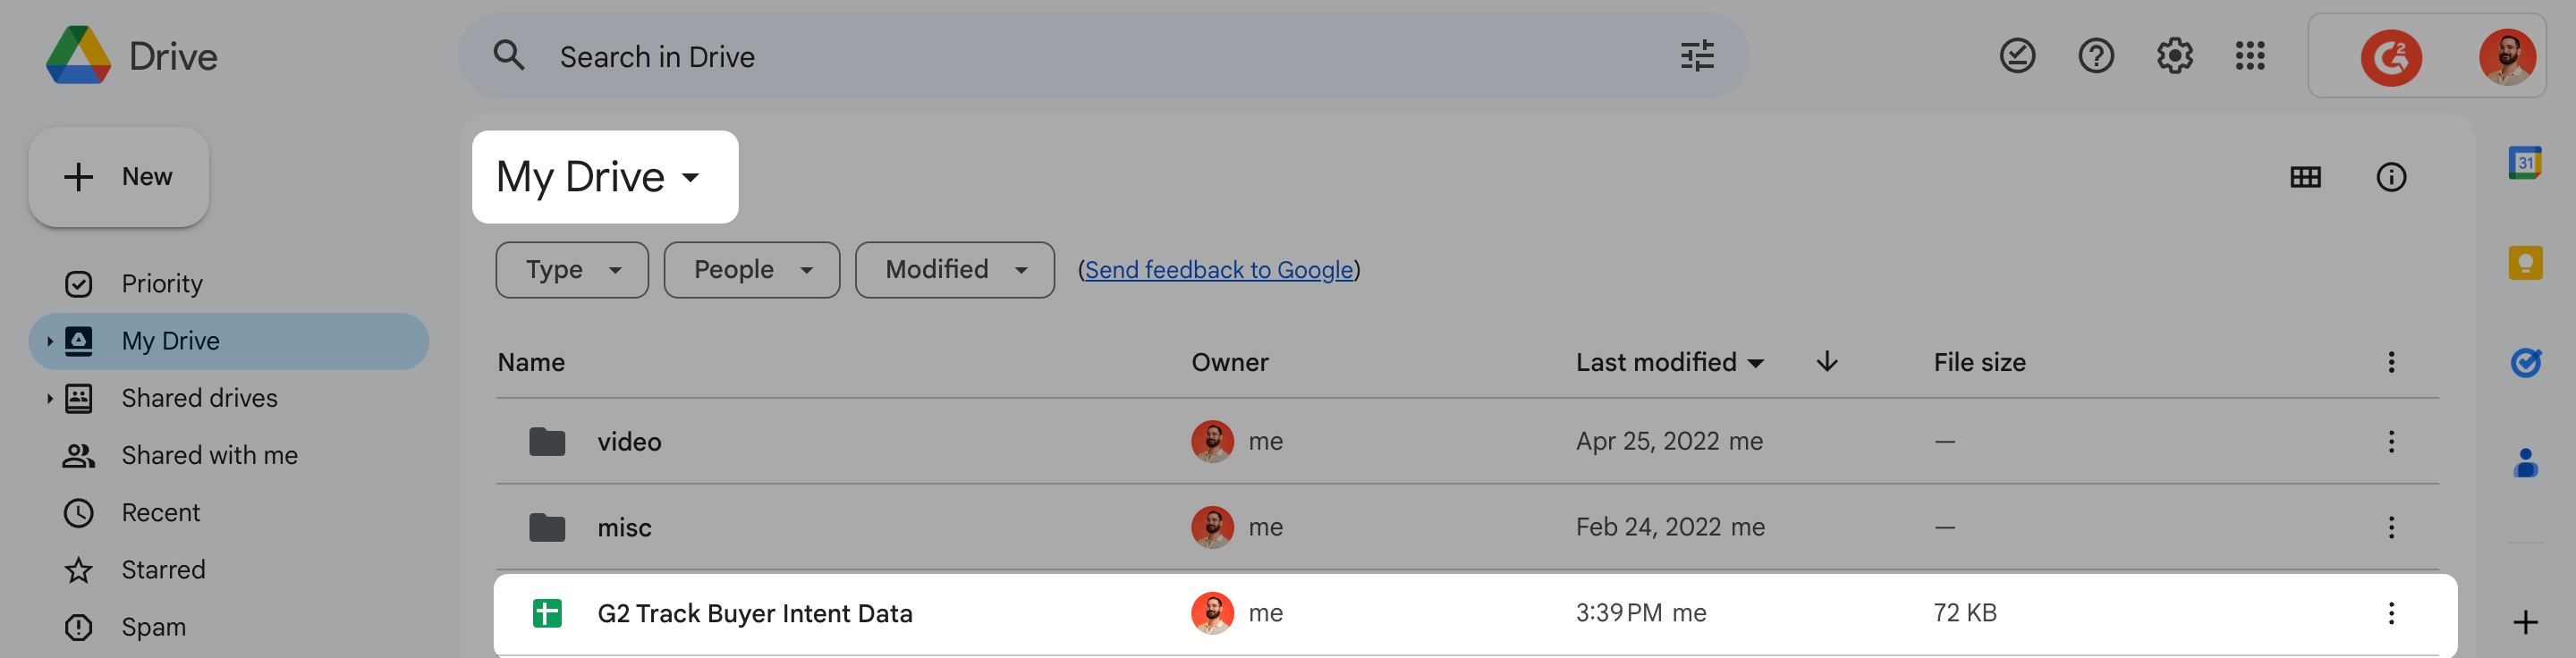 Drive
Search in Drive
New
My Drive
Type People Modified (Send feedback to Google)
Priority
My Drive
Shared drives
Shared with me
Recent
Starred
Spam
Name Owner Last modified File size
video me Apr 25, 2022 me —
misc me Feb 24, 2022 me —
G2 Track Buyer Intent Data me 3:39 PM me 72 KB
G2
31